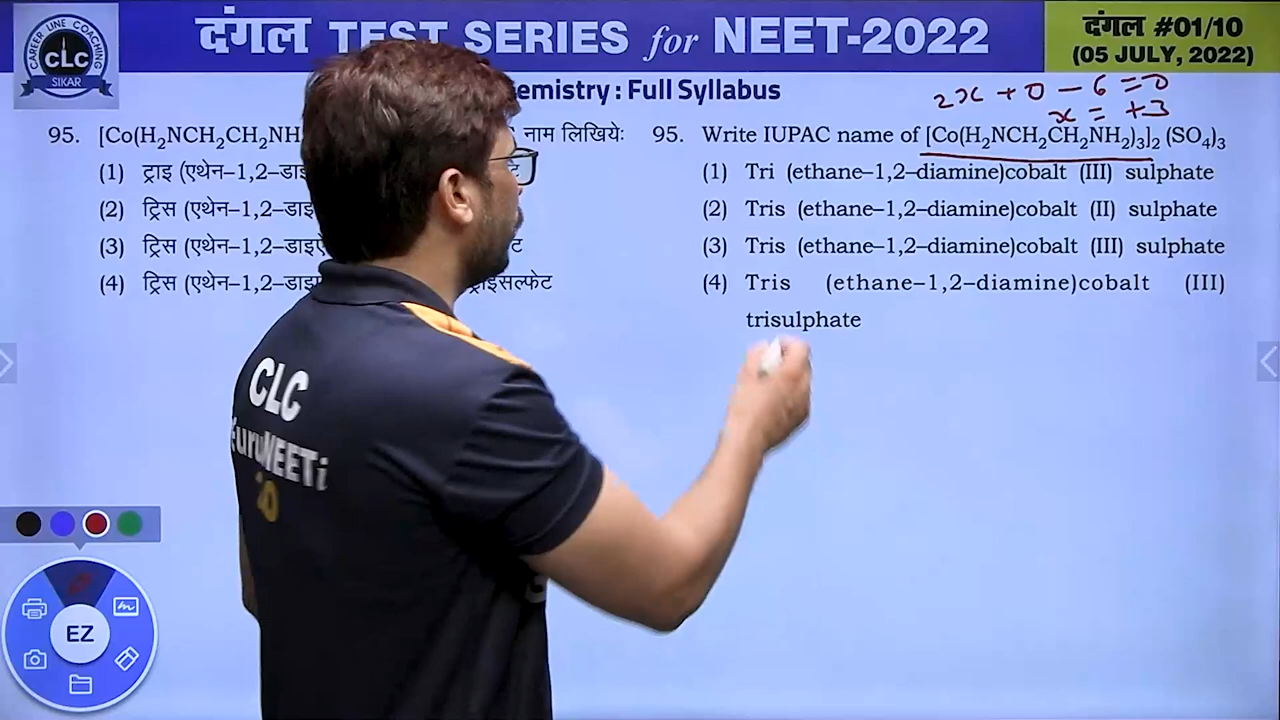 CAREER LINE COACHING
CLC
SIKAR
दंगल TEST SERIES for NEET-2022
दंगल #01/10
(05 JULY, 2022)
: Full Syllabus
2x + 0 - 6 = 0
x = +3
95. [Co(H₂NCH₂CH₂NH नाम लिखियेः
(1) ट्राइ (एथेन–1,2–
(2) ट्रिस (एथेन–1,2–
(3) ट्रिस (एथेन–1,2–
(4) ट्रिस (एथेन–1,2–
95. Write IUPAC name of [Co(H₂NCH₂CH₂NH₂)₃]₂ (SO₄)₃
(1) Tri (ethane–1,2–diamine)cobalt (III) sulphate
(2) Tris (ethane–1,2–diamine)cobalt (II) sulphate
(3) Tris (ethane–1,2–diamine)cobalt (III) sulphate
(4) Tris (ethane–1,2–diamine)cobalt (III)
trisulphate
CLC
EZ